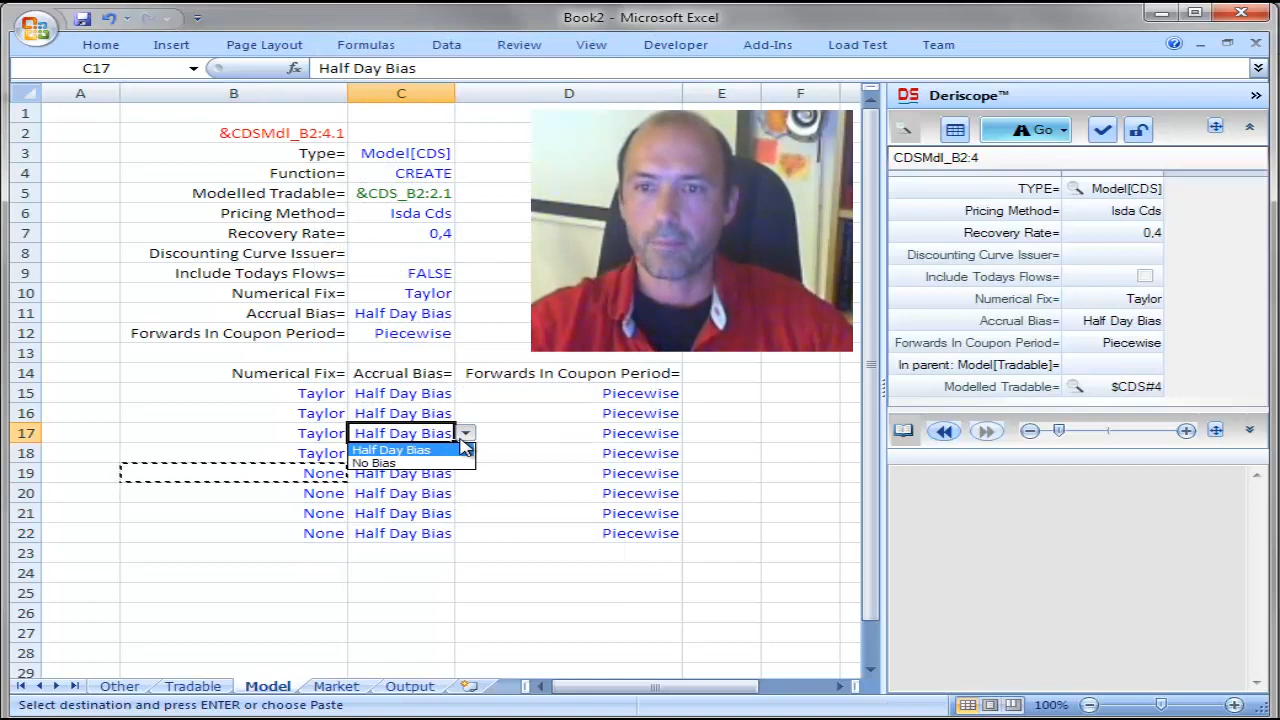 Book2 - Microsoft Excel
Home Insert Page Layout Formulas Data Review View Developer Add-Ins Load Test Team
C17 fx Half Day Bias
DS Deriscope™ »
A B C D E F
Go
CDSMdl_B2:4
1
2 &CDSMdl_B2:4.1
3 Type= Model[CDS]
4 Function= CREATE
5 Modelled Tradable= &CDS_B2:2.1
6 Pricing Method= Isda Cds
7 Recovery Rate= 0,4
8 Discounting Curve Issuer=
9 Include Todays Flows= FALSE
10 Numerical Fix= Taylor
11 Accrual Bias= Half Day Bias
12 Forwards In Coupon Period= Piecewise
13
14 Numerical Fix= Accrual Bias= Forwards In Coupon Period=
15 Taylor Half Day Bias Piecewise
16 Taylor Half Day Bias Piecewise
17 Taylor Half Day Bias Piecewise
Half Day Bias
18 Taylor Piecewise
No Bias
19 None Half Day Bias Piecewise
20 None Half Day Bias Piecewise
21 None Half Day Bias Piecewise
22 None Half Day Bias Piecewise
23
24
25
26
27
28
29
TYPE= Model[CDS]
Pricing Method= Isda Cds
Recovery Rate= 0,4
Discounting Curve Issuer=
Include Todays Flows=
Numerical Fix= Taylor
Accrual Bias= Half Day Bias
Forwards In Coupon Period= Piecewise
In parent: Model[Tradable]=
Modelled Tradable= $CDS#4
Other Tradable Model Market Output
Select destination and press ENTER or choose Paste 100%